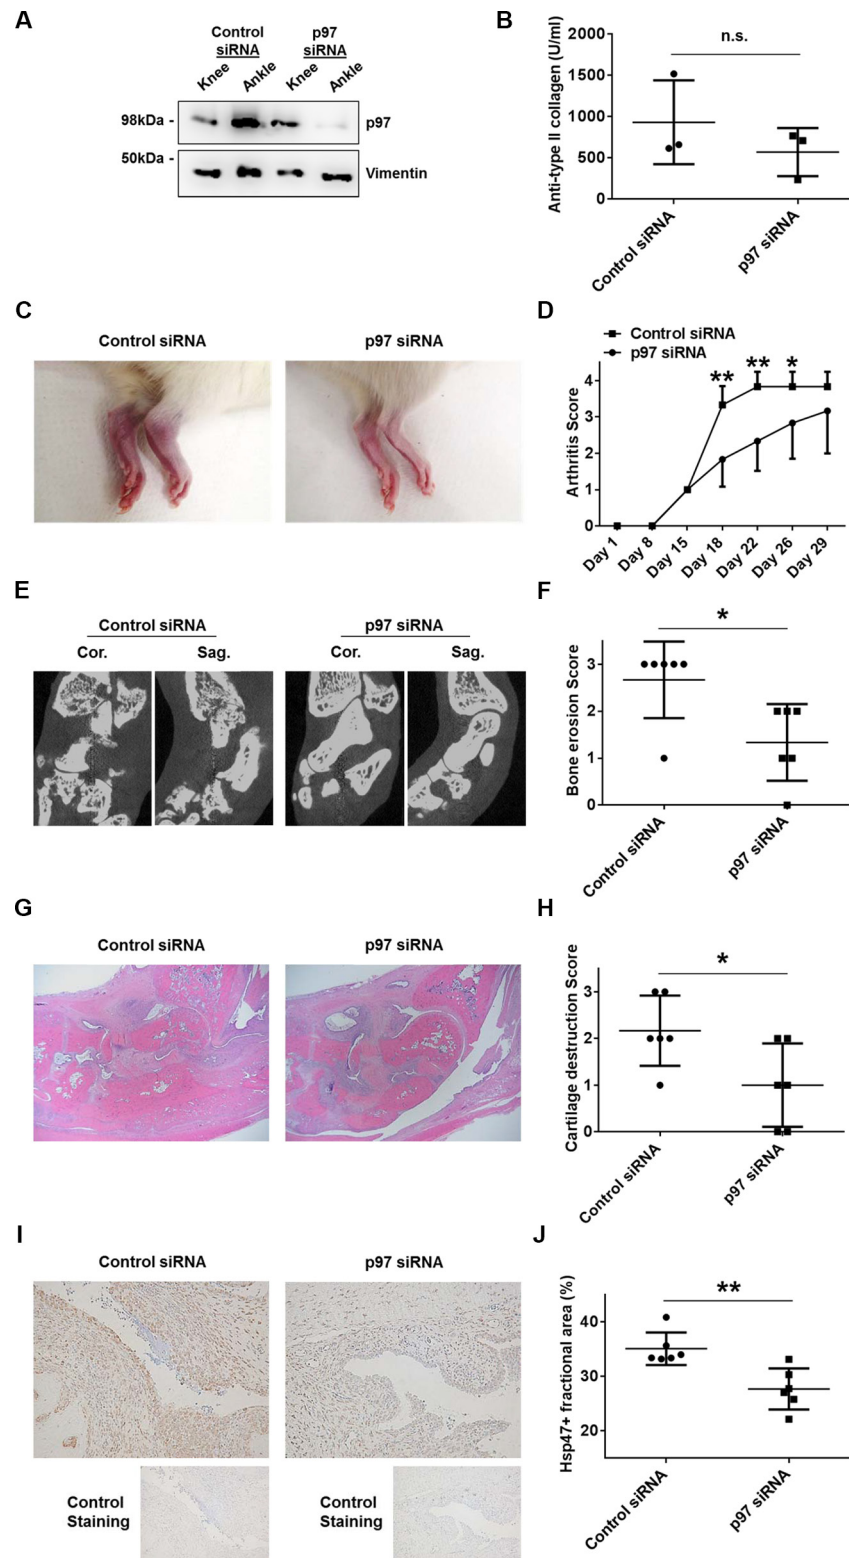 A
Control siRNA
p97 siRNA
Knee
Ankle
Knee
Ankle
98kDa -
p97
50kDa -
Vimentin
B
Anti-type II collagen (U/ml)
2000
1500
1000
500
0
n.s.
Control siRNA
p97 siRNA
C
Control siRNA
p97 siRNA
D
Control siRNA
p97 siRNA
Arthritis Score
4
3
2
1
0
**
**
*
Day 1
Day 8
Day 15
Day 18
Day 22
Day 26
Day 29
E
Control siRNA
p97 siRNA
Cor.
Sag.
Cor.
Sag.
F
Bone erosion Score
3
2
1
0
*
Control siRNA
p97 siRNA
G
Control siRNA
p97 siRNA
H
Cartilage destruction Score
3
2
1
0
*
Control siRNA
p97 siRNA
I
Control siRNA
p97 siRNA
Control
Staining
Control
Staining
J
Hsp47+ fractional area (%)
40
30
20
**
Control siRNA
p97 siRNA